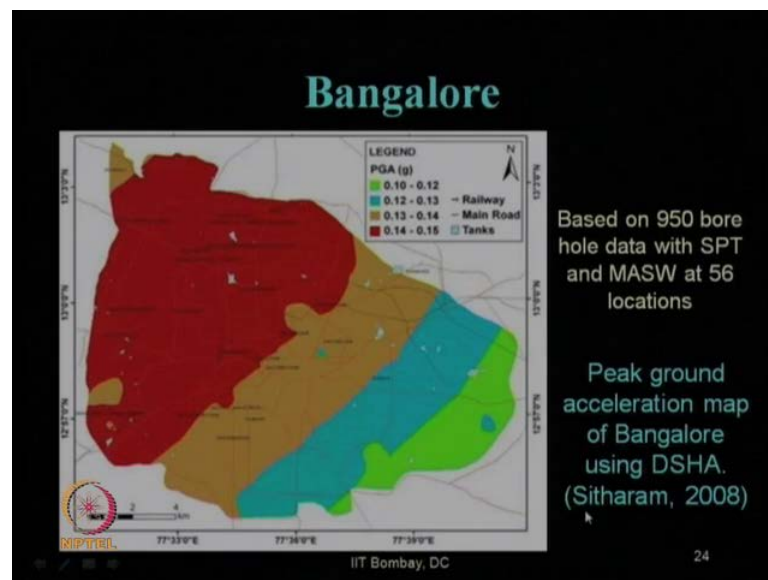 Bangalore
LEGEND
PGA (g)
0.10 - 0.12
0.12 - 0.13
0.13 - 0.14
0.14 - 0.15
Railway
Main Road
Tanks
N
Based on 950 bore
hole data with SPT
and MASW at 56
locations
Peak ground
acceleration map
of Bangalore
using DSHA.
(Sitharam, 2008)
2
4
NPTEL
77°33'0"E
77°36'0"E
77°39'0"E
IIT Bombay, DC
24